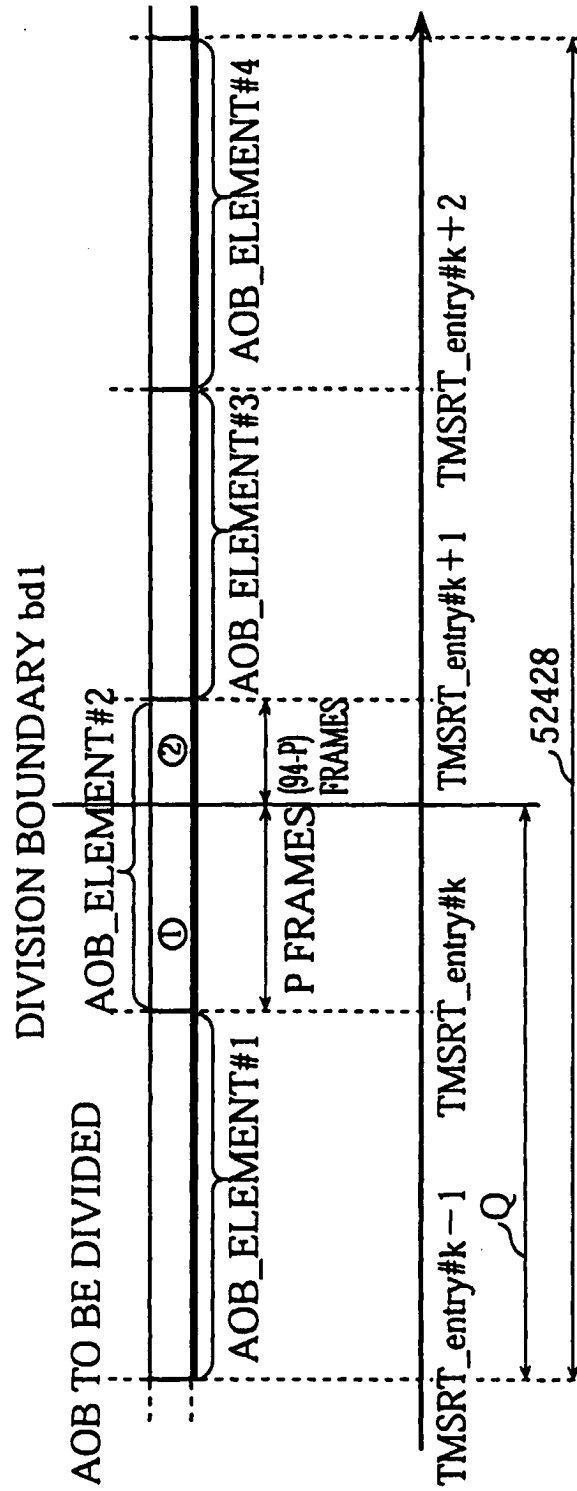 DIVISION BOUNDARY bd1
AOB TO BE DIVIDED
AOB_ELEMENT#2
① ②
AOB_ELEMENT#1
AOB_ELEMENT#3
AOB_ELEMENT#4
P FRAMES
(94-P)
FRAMES
TMSRT_entry#k-1
TMSRT_entry#k
TMSRT_entry#k+1
TMSRT_entry#k+2
Q
52428